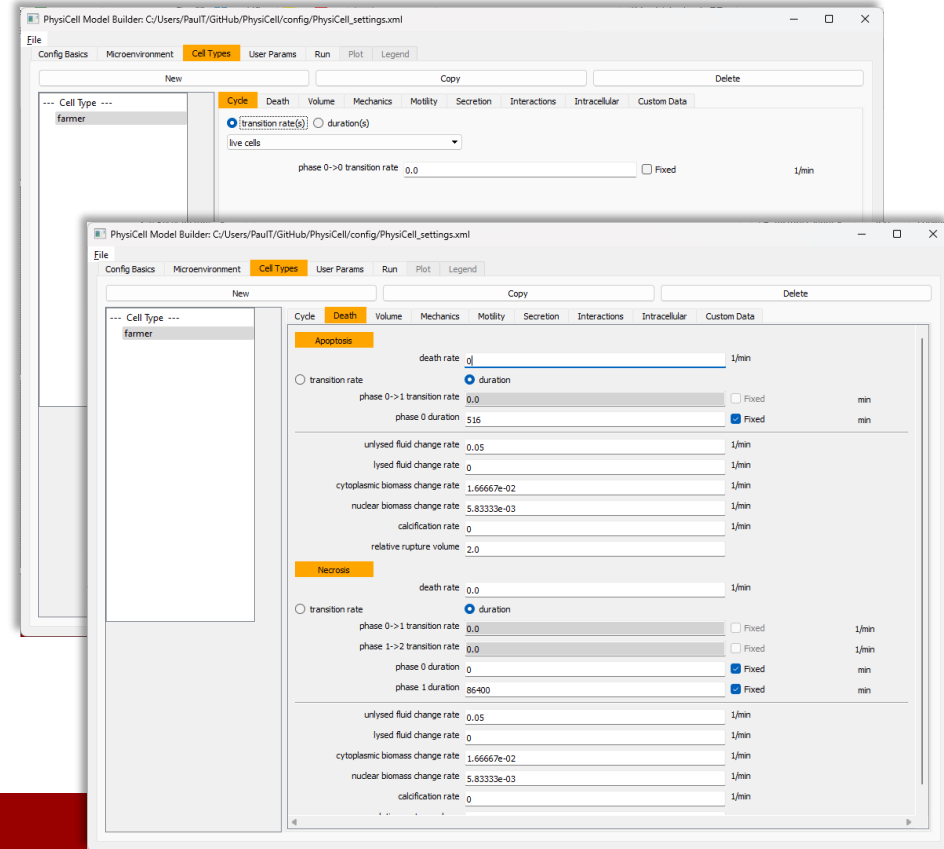 PhysiCell Model Builder: C:/Users/PaulT/GitHub/PhysiCell/config/PhysiCell_settings.xml
File
Config Basics Microenvironment Cell Types User Params Run Plot Legend
New Copy Delete
--- Cell Type ---
farmer
Cycle Death Volume Mechanics Motility Secretion Interactions Intracellular Custom Data
transition rate(s) duration(s)
live cells
phase 0->0 transition rate 0.0 Fixed 1/min
PhysiCell Model Builder: C:/Users/PaulT/GitHub/PhysiCell/config/PhysiCell_settings.xml
File
Config Basics Microenvironment Cell Types User Params Run Plot Legend
New Copy Delete
--- Cell Type ---
farmer
Cycle Death Volume Mechanics Motility Secretion Interactions Intracellular Custom Data
Apoptosis
death rate 0 1/min
transition rate duration
phase 0->1 transition rate 0.0 Fixed min
phase 0 duration 516 Fixed min
unlysed fluid change rate 0.05 1/min
lysed fluid change rate 0 1/min
cytoplasmic biomass change rate 1.66667e-02 1/min
nuclear biomass change rate 5.83333e-03 1/min
calcification rate 0 1/min
relative rupture volume 2.0
Necrosis
death rate 0.0 1/min
transition rate duration
phase 0->1 transition rate 0.0 Fixed 1/min
phase 1->2 transition rate 0.0 Fixed 1/min
phase 0 duration 0 Fixed min
phase 1 duration 86400 Fixed min
unlysed fluid change rate 0.05 1/min
lysed fluid change rate 0 1/min
cytoplasmic biomass change rate 1.66667e-02 1/min
nuclear biomass change rate 5.83333e-03 1/min
calcification rate 0 1/min